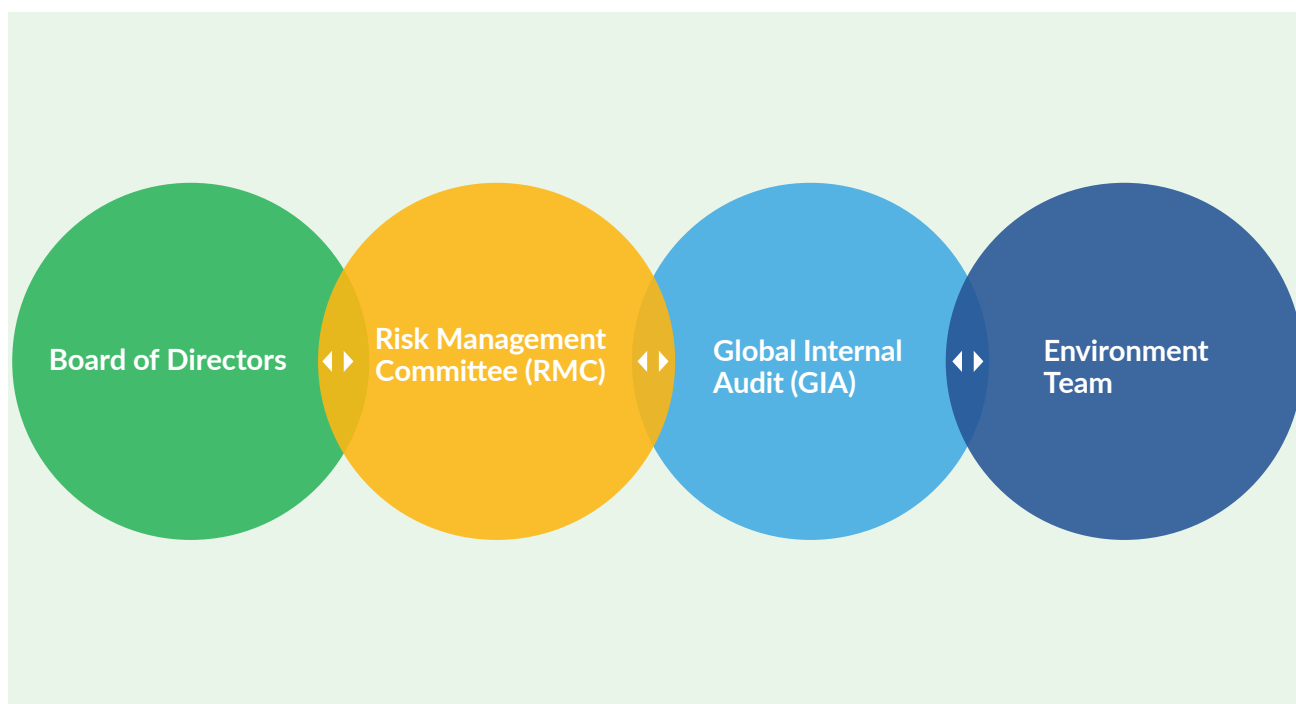 Board of Directors
Risk Management
Committee (RMC)
Global Internal
Audit (GIA)
Environment
Team